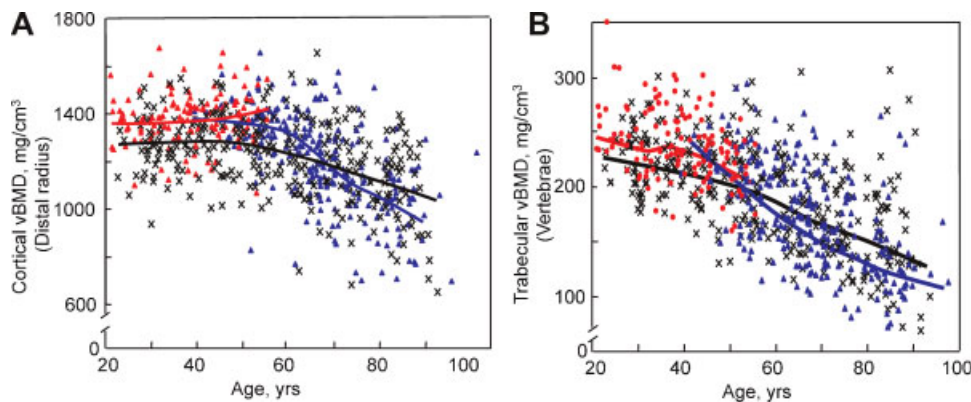 A
Cortical vBMD, mg/cm³
(Distal radius)
1800
1400
1000
600
0
20 40 60 80 100
Age, yrs
B
Trabecular vBMD, mg/cm³
(Vertebrae)
300
200
100
0
20 40 60 80 100
Age, yrs